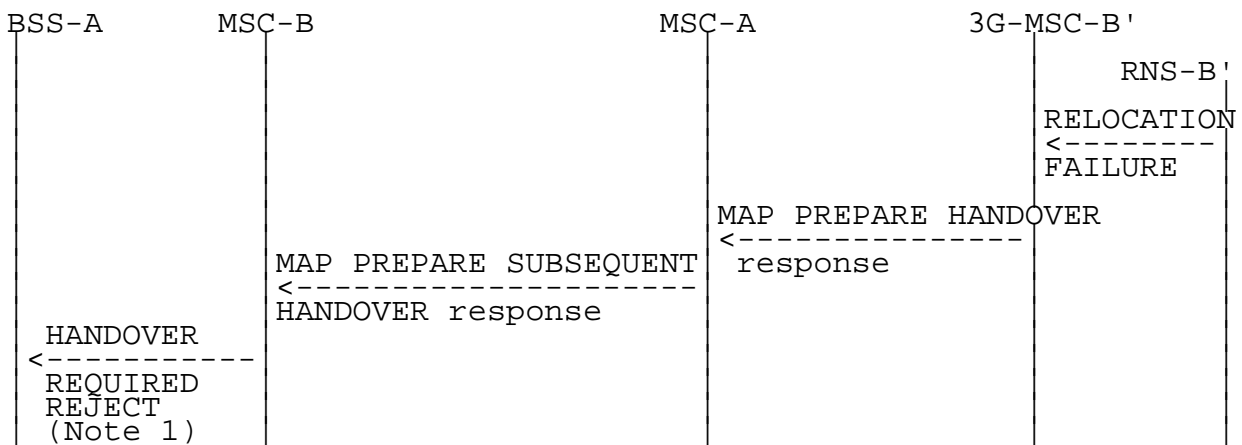 BSS-A MSC-B MSC-A 3G-MSC-B'
RNS-B'
RELOCATION
FAILURE
MAP PREPARE HANDOVER
response
MAP PREPARE SUBSEQUENT
HANDOVER response
HANDOVER
REQUIRED
REJECT
(Note 1)